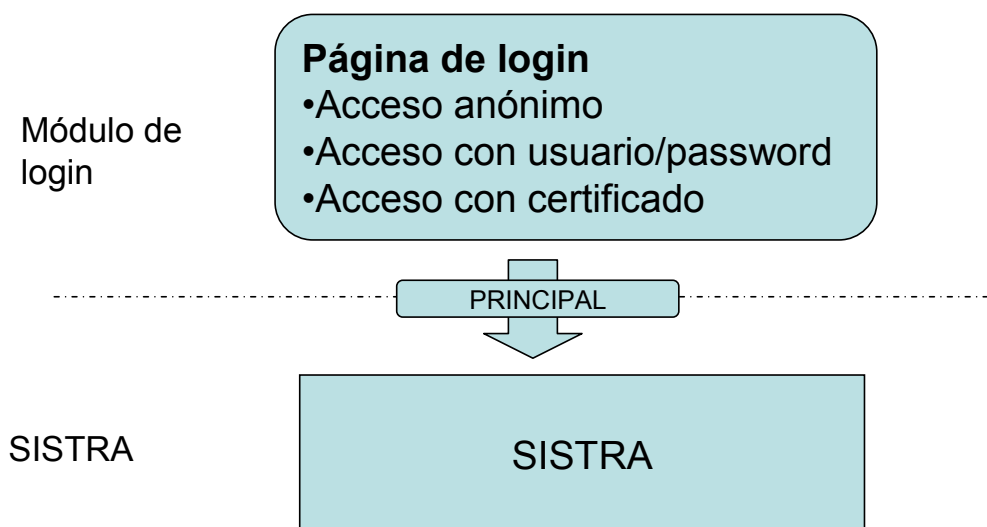 Página de login
•Acceso anónimo
Módulo de
login
•Acceso con usuario/password
•Acceso con certificado
PRINCIPAL
SISTRA
SISTRA